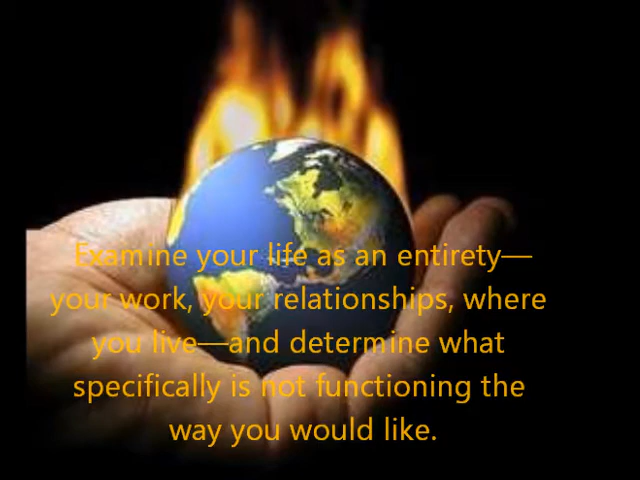 Examine your life as an entirety—
your work, your relationships, where
you live—and determine what
specifically is not functioning the
way you would like.